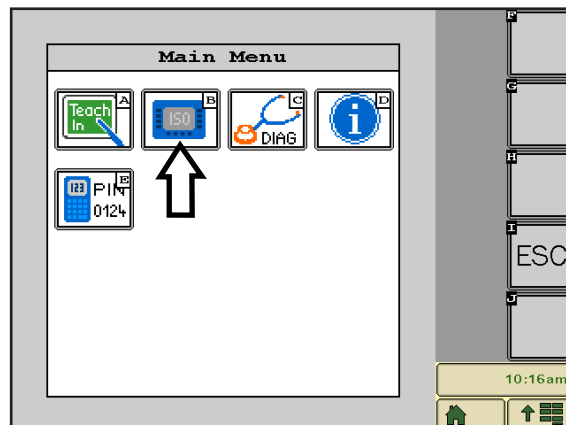 Main Menu
Teach In A
ISO B
C DIAG
i D
123 PIN 0124 E
F
G
H
I
ESC
J
10:16am